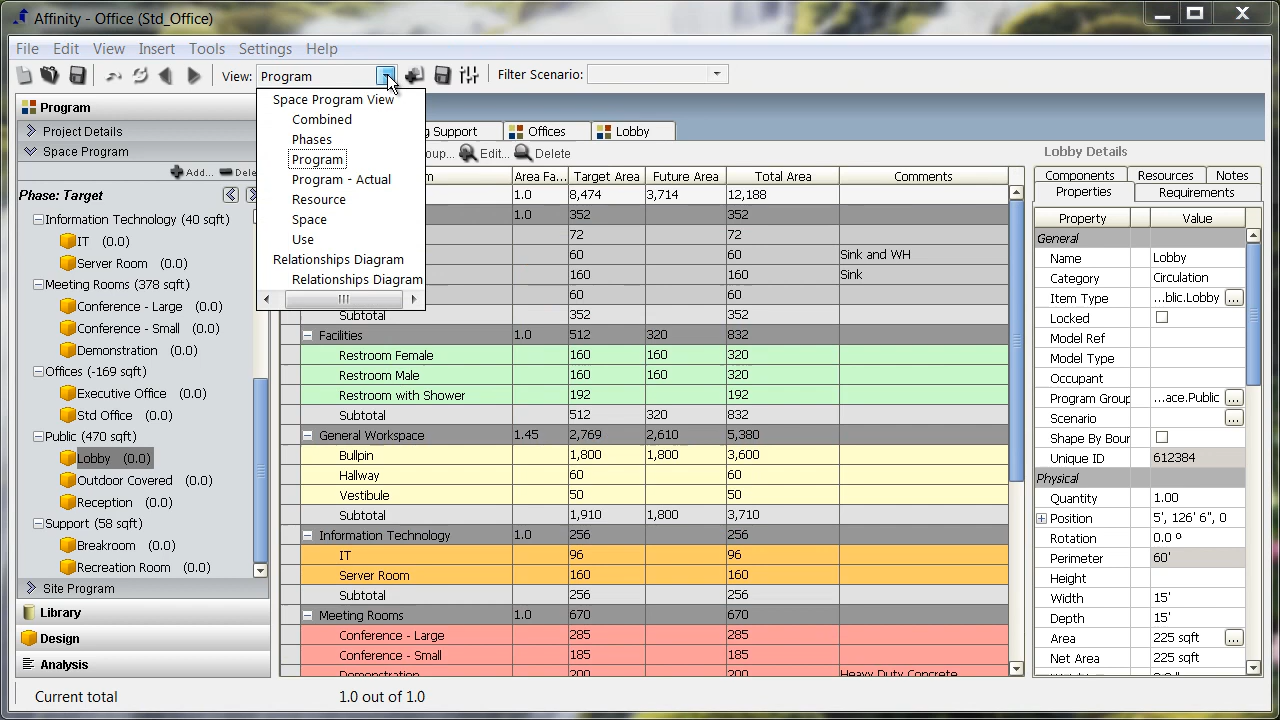 Affinity - Office (Std_Office)
File Edit View Insert Tools Settings Help
View: Program Filter Scenario:
Program
Project Details
Space Program
Add... Dele
Phase: Target
Information Technology (40 sqft)
IT (0.0)
Server Room (0.0)
Meeting Rooms (378 sqft)
Conference - Large (0.0)
Conference - Small (0.0)
Demonstration (0.0)
Offices (-169 sqft)
Executive Office (0.0)
Std Office (0.0)
Public (470 sqft)
Lobby (0.0)
Outdoor Covered (0.0)
Reception (0.0)
Support (58 sqft)
Breakroom (0.0)
Recreation Room (0.0)
Site Program
Library
Design
Analysis
Space Program View
Combined
Phases
Program
Program - Actual
Resource
Space
Use
Relationships Diagram
Relationships Diagram
g Support Offices Lobby
oup... Edit... Delete
m Area Fa... Target Area Future Area Total Area Comments
1.0 8,474 3,714 12,188
1.0 352 352
72 72
60 60 Sink and WH
160 160 Sink
60 60
Subtotal 352 352
Facilities 1.0 512 320 832
Restroom Female 160 160 320
Restroom Male 160 160 320
Restroom with Shower 192 192
Subtotal 512 320 832
General Workspace 1.45 2,769 2,610 5,380
Bullpin 1,800 1,800 3,600
Hallway 60 60
Vestibule 50 50
Subtotal 1,910 1,800 3,710
Information Technology 1.0 256 256
IT 96 96
Server Room 160 160
Subtotal 256 256
Meeting Rooms 1.0 670 670
Conference - Large 285 285
Conference - Small 185 185
Demonstration 200 200 Heavy Duty Concrete
Lobby Details
Components Resources Notes
Properties Requirements
Property Value
General
Name Lobby
Category Circulation
Item Type ...blic.Lobby ...
Locked
Model Ref
Model Type
Occupant
Program Group ...ace.Public ...
Scenario ...
Shape By Boun
Unique ID 612384
Physical
Quantity 1.00
Position 5', 126' 6", 0
Rotation 0.0 º
Perimeter 60'
Height
Width 15'
Depth 15'
Area 225 sqft ...
Net Area 225 sqft
Current total 1.0 out of 1.0